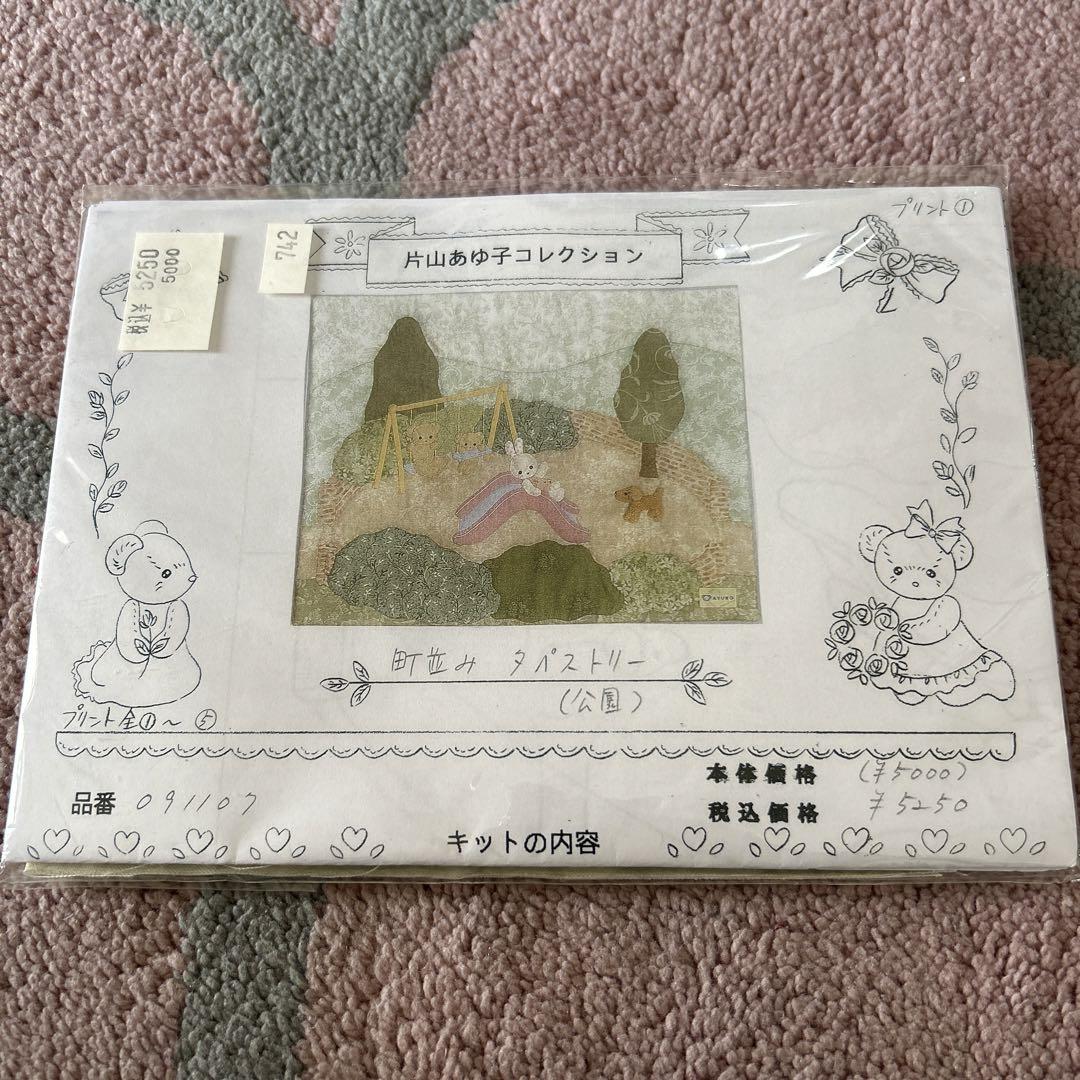 プリント①
税込¥ 5250
5000
742
片山あゆ子コレクション
AYUKO
町並み タペストリー
(公園)
プリント全①～⑤
本体価格 (¥5000)
品番 091107
税込価格 ¥5250
キットの内容